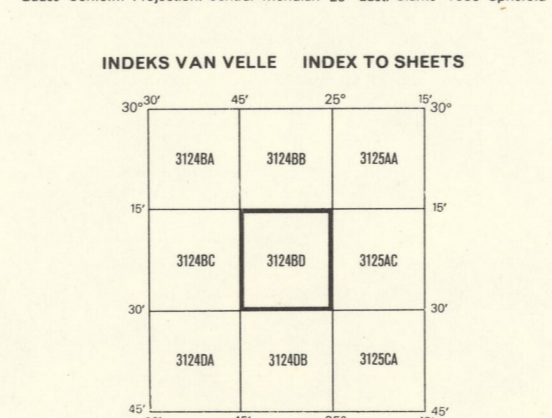 INDEKS VAN VELLE INDEX TO SHEETS
30' 45' 25° 15'
30° 30°
3124BA 3124BB 3125AA
15' 15'
3124BC 3124BD 3125AC
30' 30'
3124DA 3124DB 3125CA
45' 45'